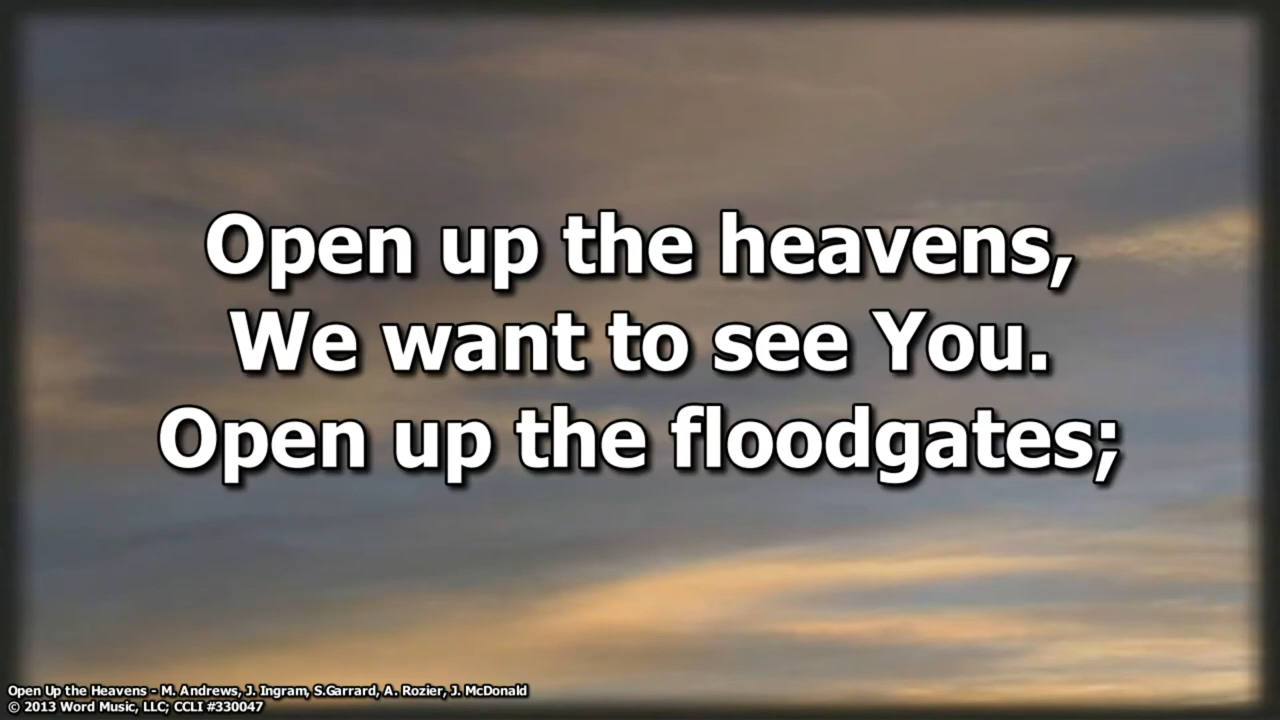 Open up the heavens,
We want to see You.
Open up the floodgates;
Open Up the Heavens - M. Andrews, J. Ingram, S.Garrard, A. Rozier, J. McDonald
© 2013 Word Music, LLC; CCLI #330047